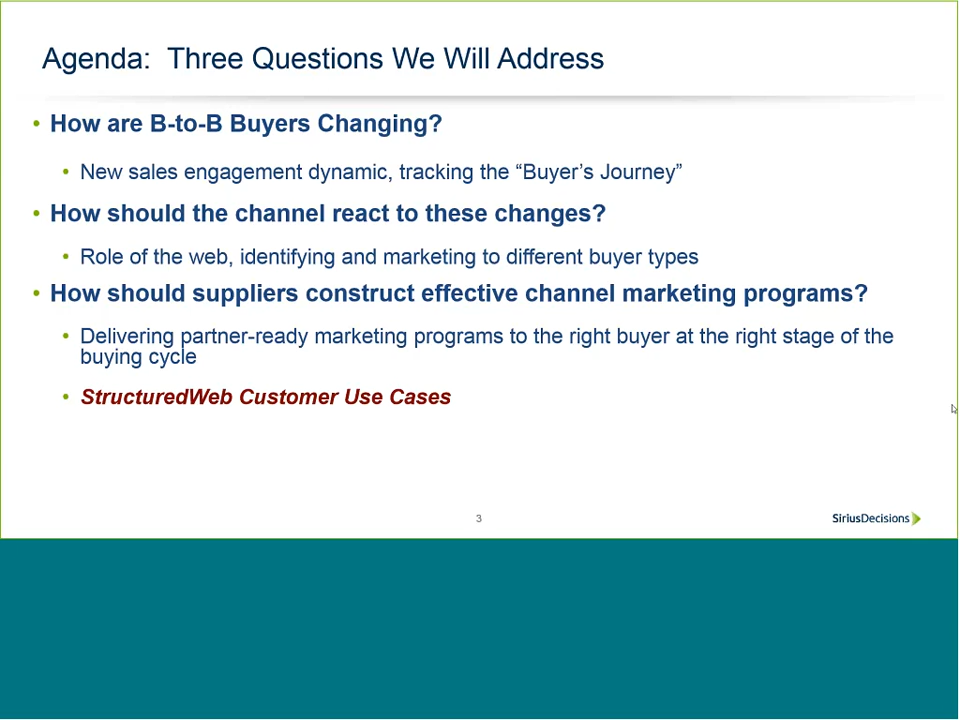 Agenda:  Three Questions We Will Address
• How are B-to-B Buyers Changing?
• New sales engagement dynamic, tracking the “Buyer’s Journey”
• How should the channel react to these changes?
• Role of the web, identifying and marketing to different buyer types
• How should suppliers construct effective channel marketing programs?
• Delivering partner-ready marketing programs to the right buyer at the right stage of the
buying cycle
• StructuredWeb Customer Use Cases
3
SiriusDecisions